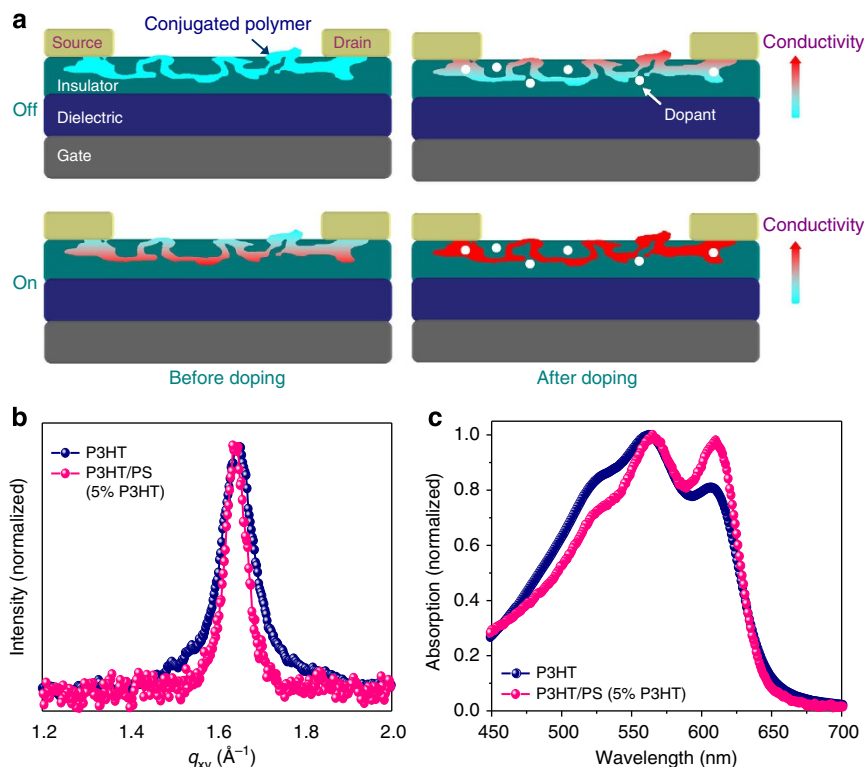 a
Conjugated polymer
Source
Drain
Insulator
Off
Dielectric
Gate
Dopant
Conductivity
On
Conductivity
Before doping
After doping
b
P3HT
P3HT/PS
(5% P3HT)
Intensity (normalized)
1.2
1.4
1.6
1.8
2.0
qxy (Å–1)
c
Absorption (normalized)
1.0
0.8
0.6
0.4
0.2
0.0
P3HT
P3HT/PS (5% P3HT)
450
500
550
600
650
700
Wavelength (nm)